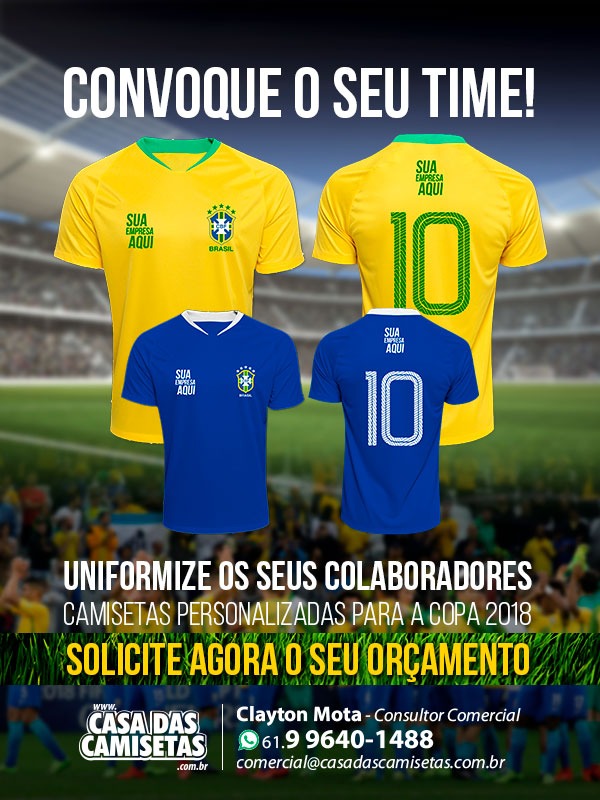 CONVOQUE O SEU TIME!
SUA
EMPRESA
AQUI
CBF
BRASIL
SUA
EMPRESA
AQUI
10
SUA
EMPRESA
AQUI
BRASIL
SUA
EMPRESA
AQUI
10
UNIFORMIZE OS SEUS COLABORADORES
CAMISETAS PERSONALIZADAS PARA A COPA 2018
SOLICITE AGORA O SEU ORÇAMENTO
www.
CASA DAS
CAMISETAS
.com.br
Clayton Mota - Consultor Comercial
61.9 9640-1488
comercial@casadascamisetas.com.br